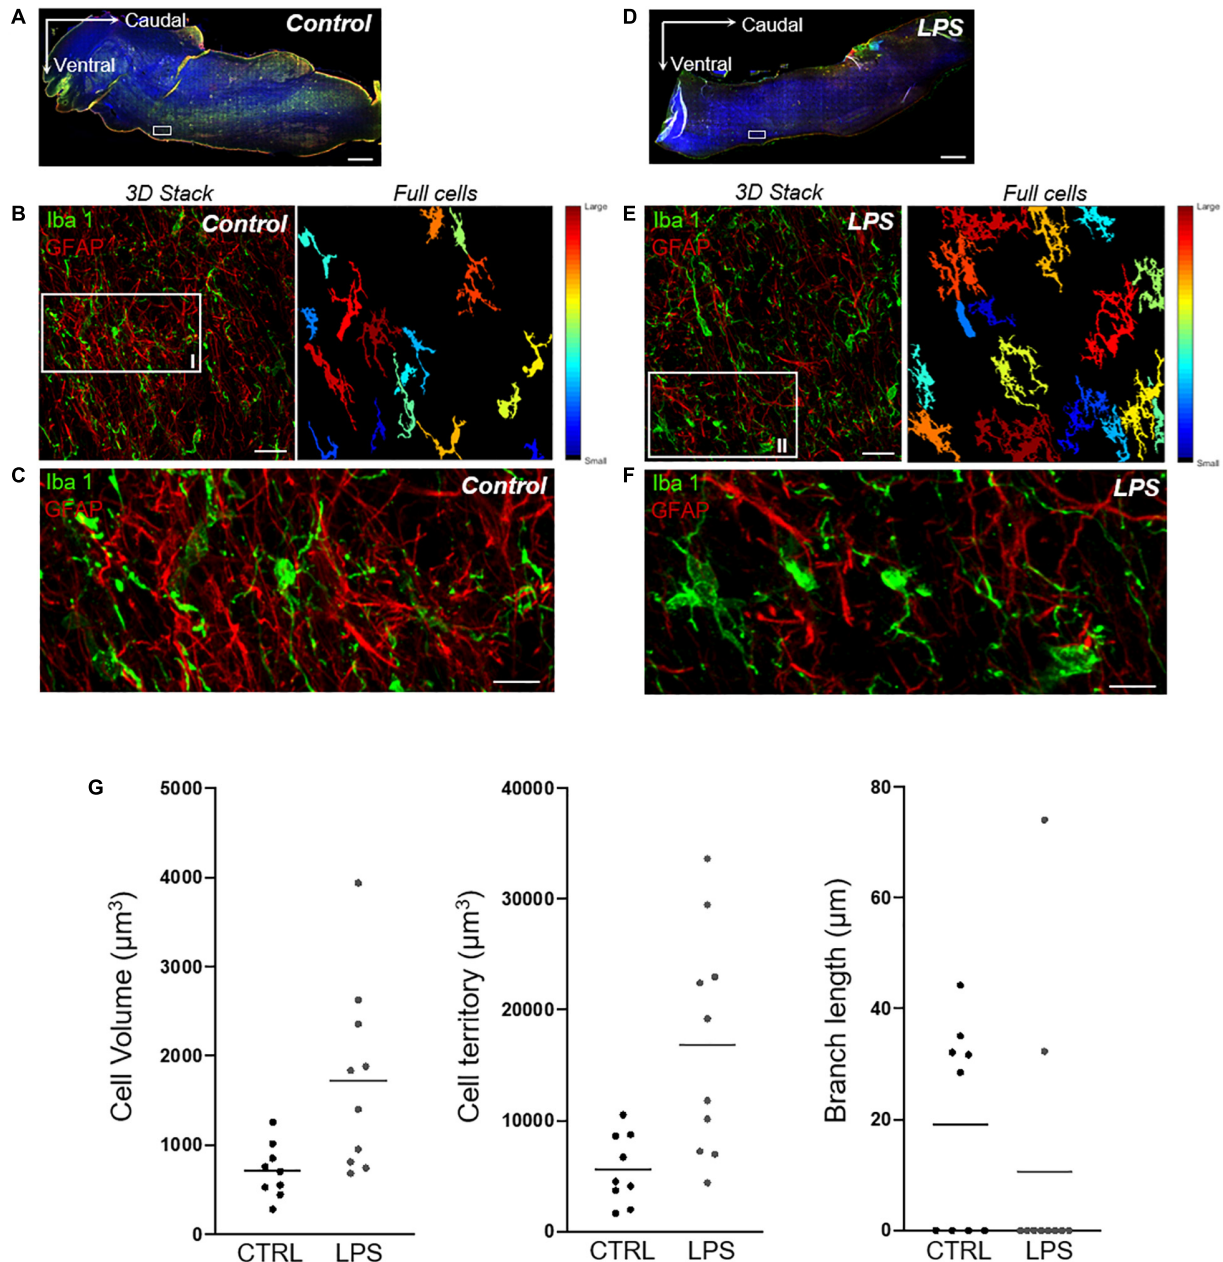 A
Caudal
Control
Ventral
D
Caudal
LPS
Ventral
3D Stack
Full cells
B
Iba 1
GFAP
Control
I
Large
Small
3D Stack
Full cells
E
Iba 1
GFAP
LPS
II
Large
Small
C
Iba 1
GFAP
Control
F
Iba 1
GFAP
LPS
G
Cell Volume (µm³)
5000
4000
3000
2000
1000
0
CTRL
LPS
Cell territory (µm³)
40000
30000
20000
10000
0
CTRL
LPS
Branch length (µm)
80
60
40
20
0
CTRL
LPS